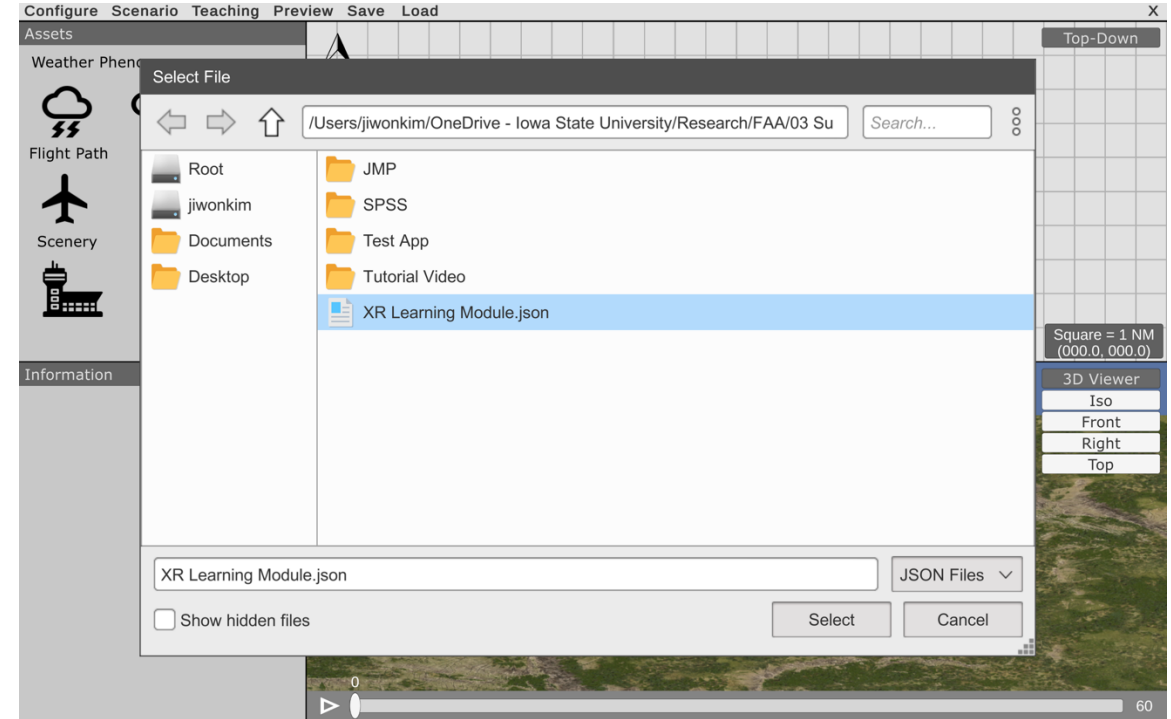 Configure Scenario Teaching Preview Save Load X
Assets
Top-Down
Weather Phen
Select File
/Users/jiwonkim/OneDrive - Iowa State University/Research/FAA/03 Su
Search...
Flight Path
Root
JMP
jiwonkim
SPSS
Scenery
Documents
Test App
Desktop
Tutorial Video
XR Learning Module.json
Square = 1 NM
(000.0, 000.0)
Information
3D Viewer
Iso
Front
Right
Top
XR Learning Module.json
JSON Files
Show hidden files
Select
Cancel
0
60